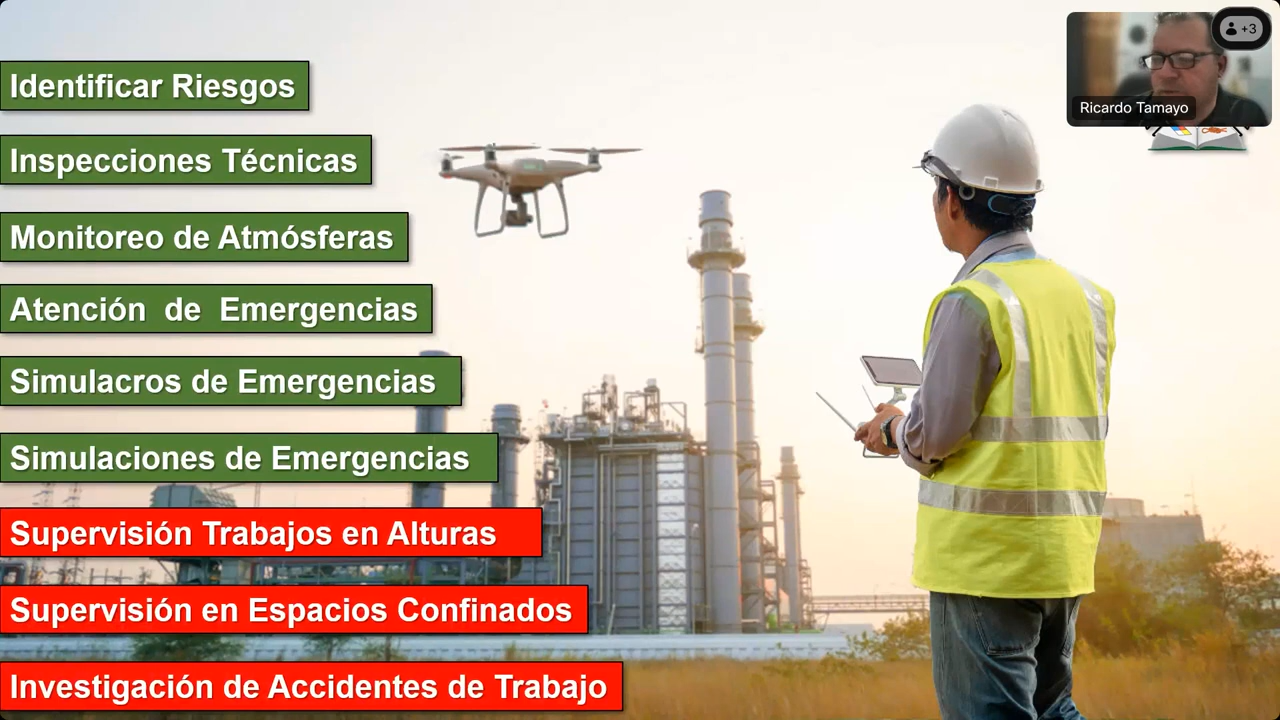 Identificar Riesgos
Inspecciones Técnicas
Monitoreo de Atmósferas
Atención de Emergencias
Simulacros de Emergencias
Simulaciones de Emergencias
Supervisión Trabajos en Alturas
Supervisión en Espacios Confinados
Investigación de Accidentes de Trabajo
+3
Ricardo Tamayo